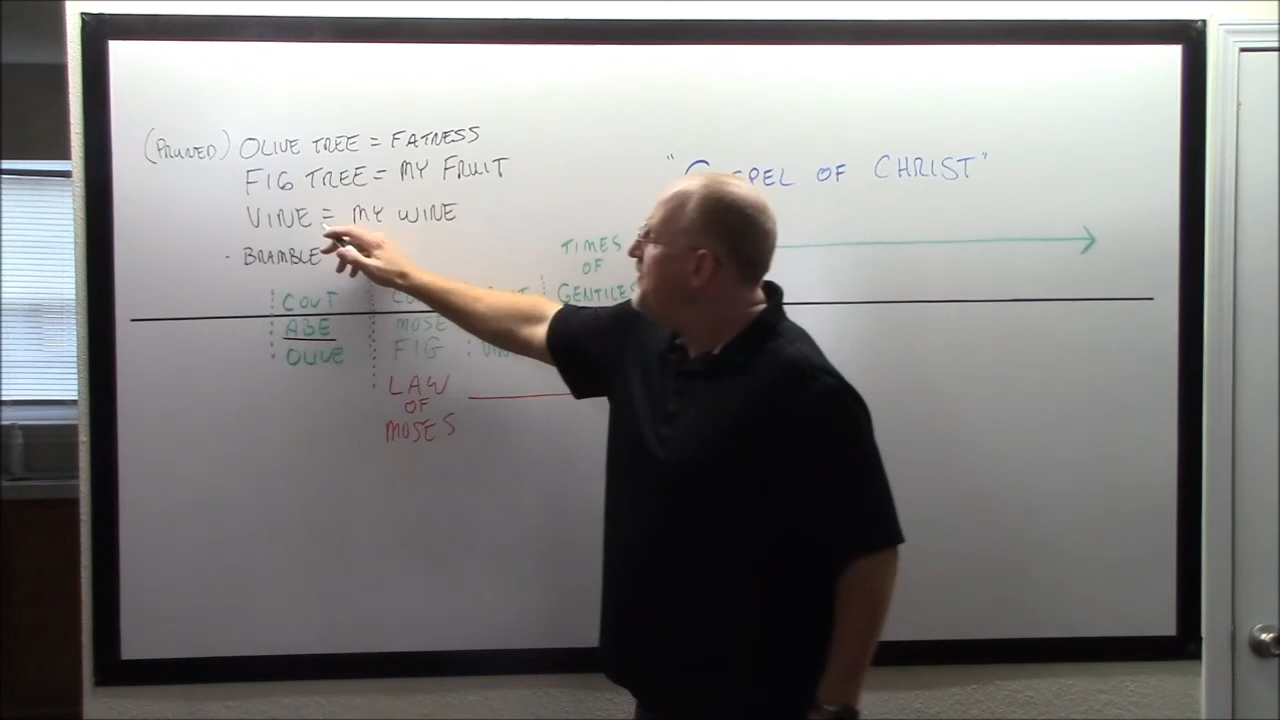 (PRUNED) OLIVE TREE = FATNESS
FIG TREE = MY FRUIT
VINE = MY WINE
- BRAMBLE
"GOSPEL OF CHRIST"
TIMES
OF
GENTILES
COVT
ABE
OLIVE
MOSE
FIG
LAW
OF
MOSES